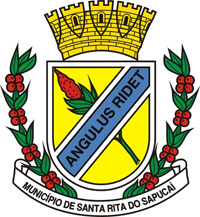 ANGULUS RIDET
MUNICÍPIO DE SANTA RITA DO SAPUCAÍ